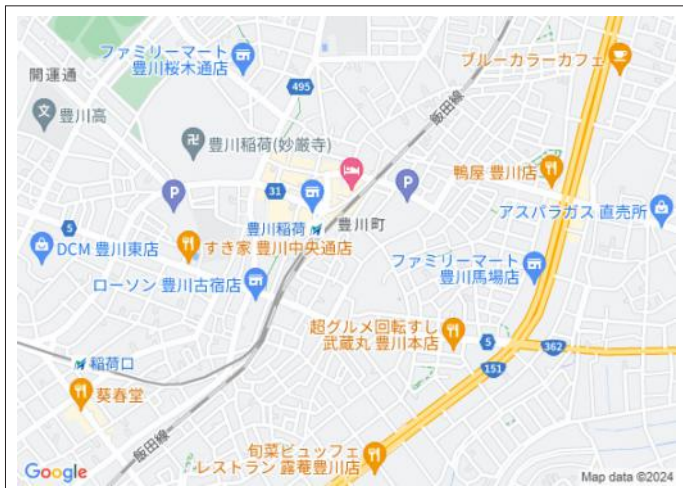 ファミリーマート
豊川桜木通店
ブルーカラーカフェ
開運通
495
飯田線
豊川高
豊川稲荷(妙厳寺)
鴨屋 豊川店
31
アスパラガス 直売所
豊川稲荷
豊川町
5
DCM 豊川東店
すき家 豊川中央通店
ファミリーマート
豊川馬場店
ローソン 豊川古宿店
超グルメ回転すし
武蔵丸 豊川本店
5
362
稲荷口
151
葵春堂
飯田線
旬菜ビュッフェ
レストラン 露菴豊川店
Google
Map data ©2024